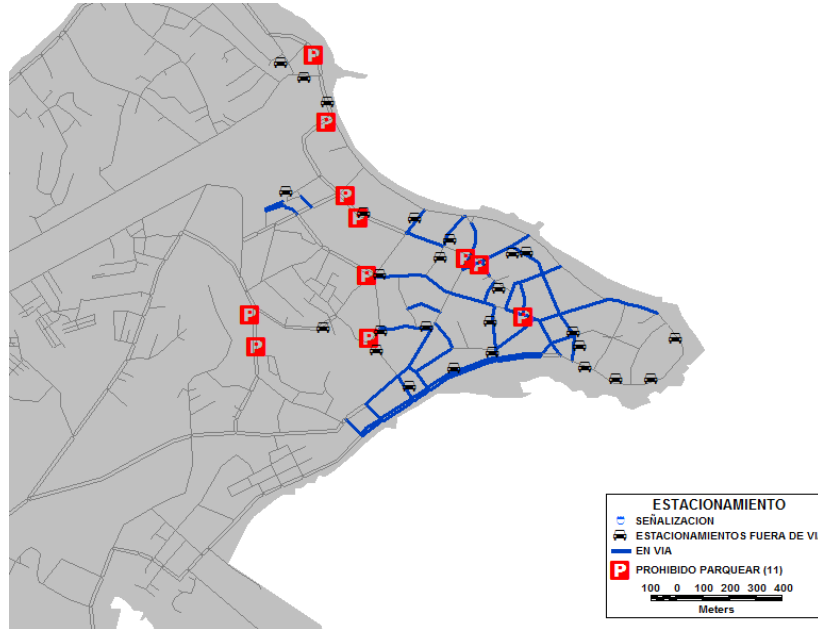 P
P
P
P
P
P
P
P
P
P
P
ESTACIONAMIENTO
SEÑALIZACION
ESTACIONAMIENTOS FUERA DE VI
EN VIA
P PROHIBIDO PARQUEAR (11)
100 0 100 200 300 400
Meters